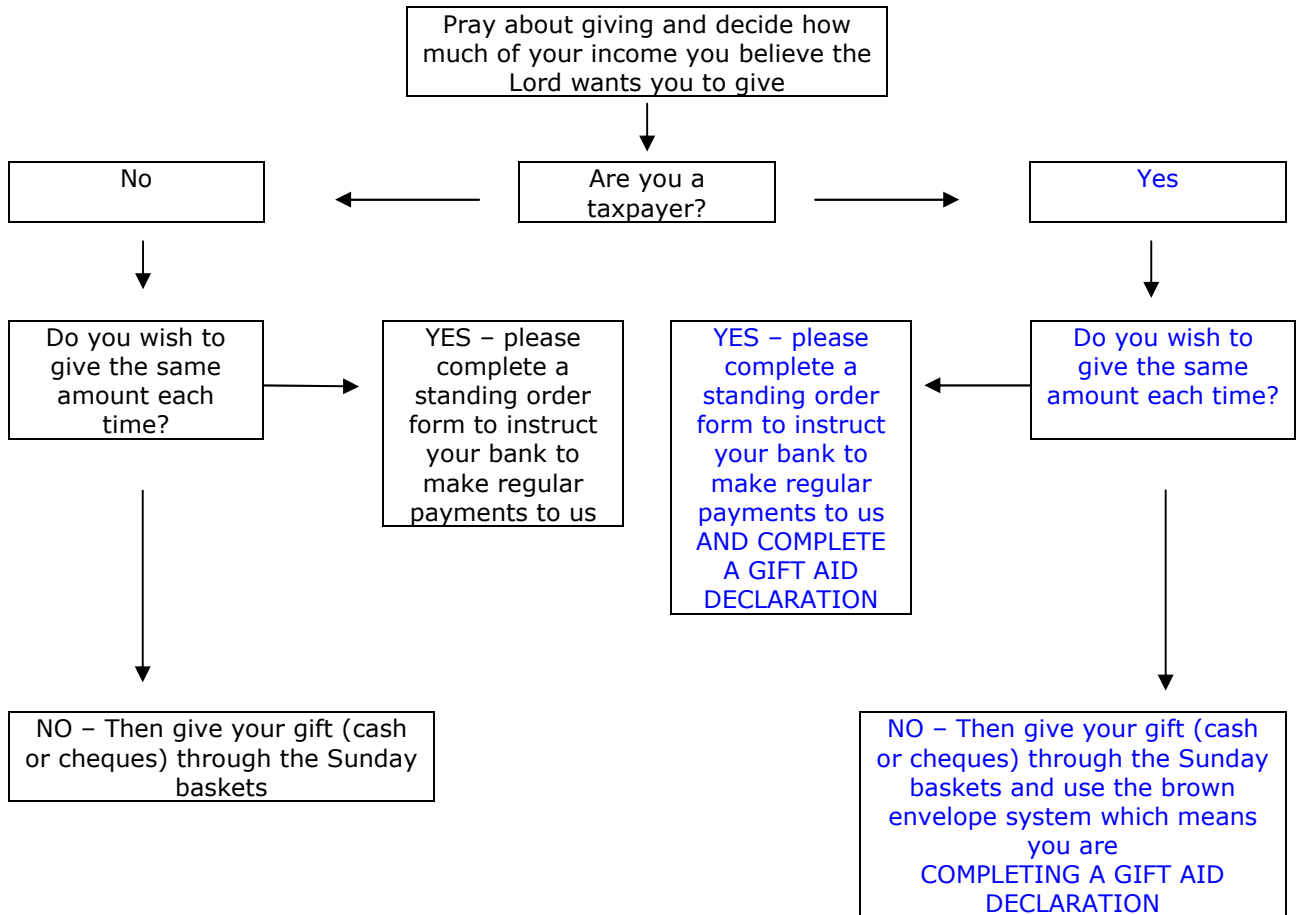 Pray about giving and decide how
much of your income you believe the
Lord wants you to give
No
Are you a
taxpayer?
Yes
Do you wish to
give the same
amount each
time?
YES – please
complete a
standing order
form to instruct
your bank to
make regular
payments to us
YES – please
complete a
standing order
form to instruct
your bank to
make regular
payments to us
AND COMPLETE
A GIFT AID
DECLARATION
Do you wish to
give the same
amount each time?
NO – Then give your gift (cash
or cheques) through the Sunday
baskets
NO – Then give your gift (cash
or cheques) through the Sunday
baskets and use the brown
envelope system which means
you are
COMPLETING A GIFT AID
DECLARATION